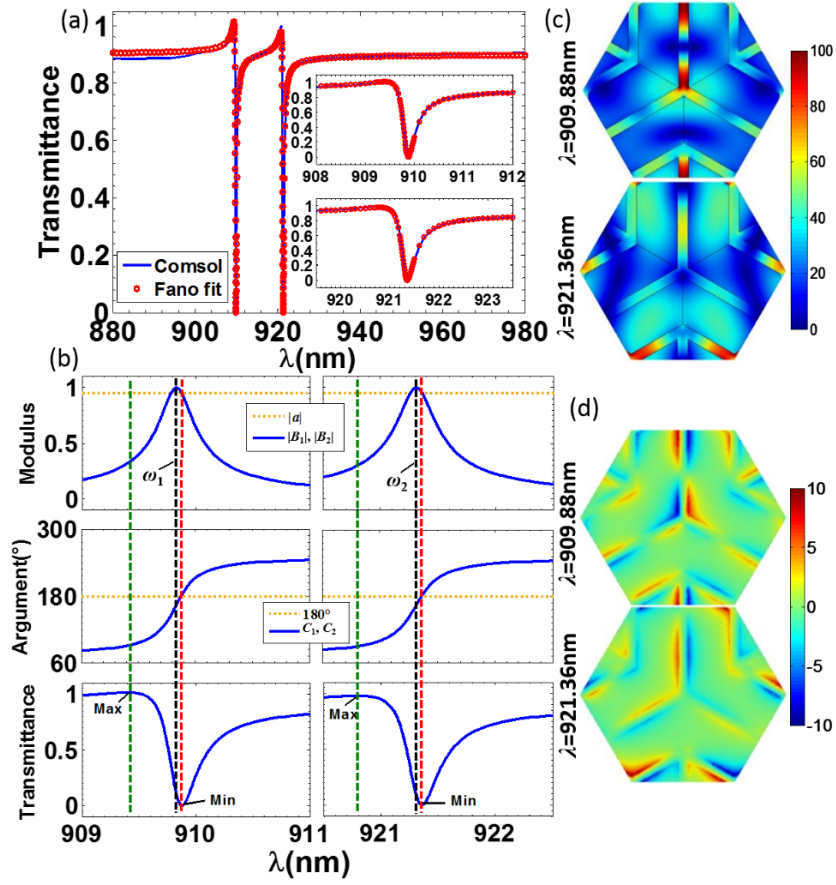 (a)
Transmittance
1
0.8
0.6
0.4
0.2
0
880 900 920 940 960 980
λ(nm)
Comsol
Fano fit
1
0.8
0.6
0.4
0.2
0
908 909 910 911 912
1
0.8
0.6
0.4
0.2
0
920 921 922 923
(b)
Modulus
1
0.5
0
|a|
|B₁|, |B₂|
ω₁
ω₂
Argument(°)
300
180
60
180°
C₁, C₂
Transmittance
1
0.5
0
Max
Min
Max
Min
909 910 911 921 922
λ(nm)
(c)
λ=909.88nm
λ=921.36nm
100
80
60
40
20
0
(d)
λ=909.88nm
λ=921.36nm
10
5
0
-5
-10